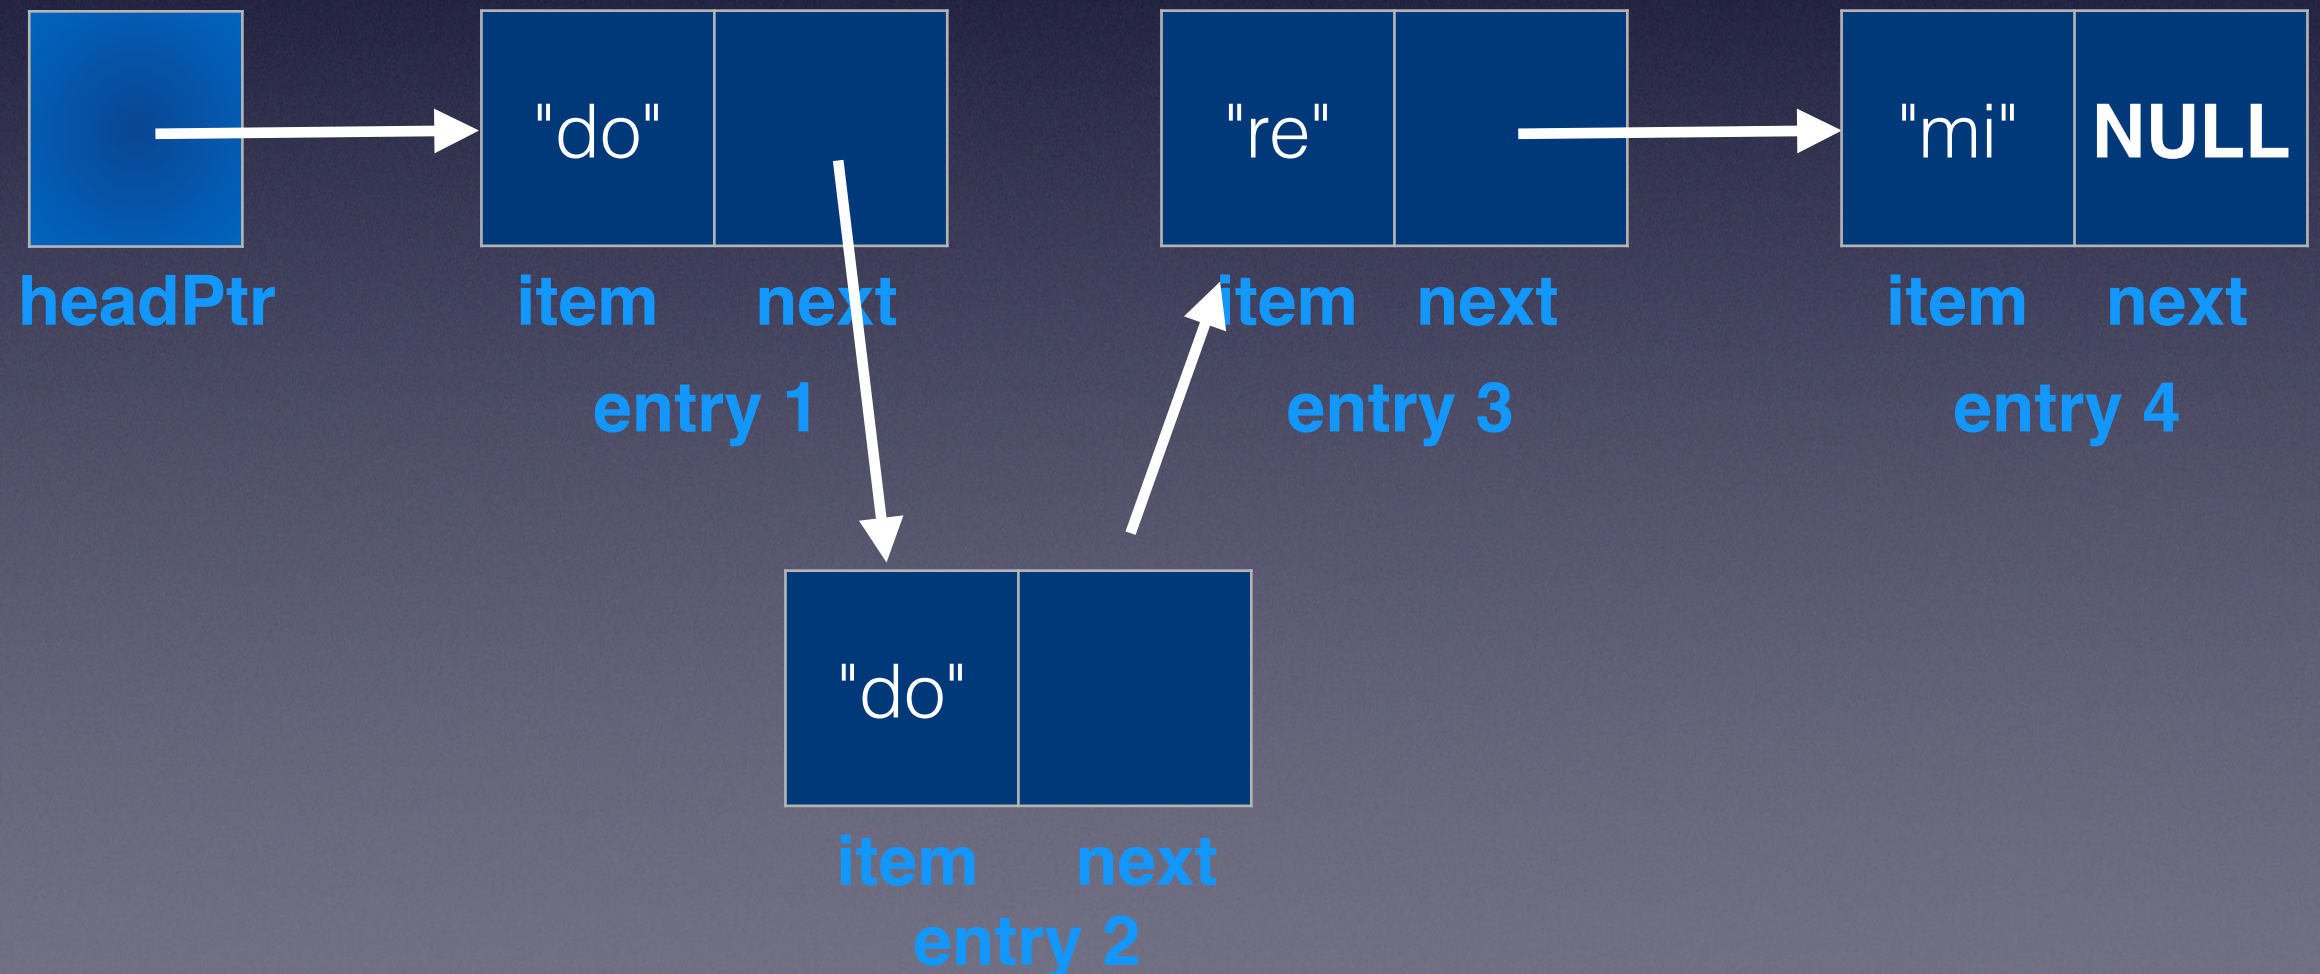 "do" "re" "mi" NULL
headPtr item next item next item next
entry 1 entry 3 entry 4
"do"
item next
entry 2